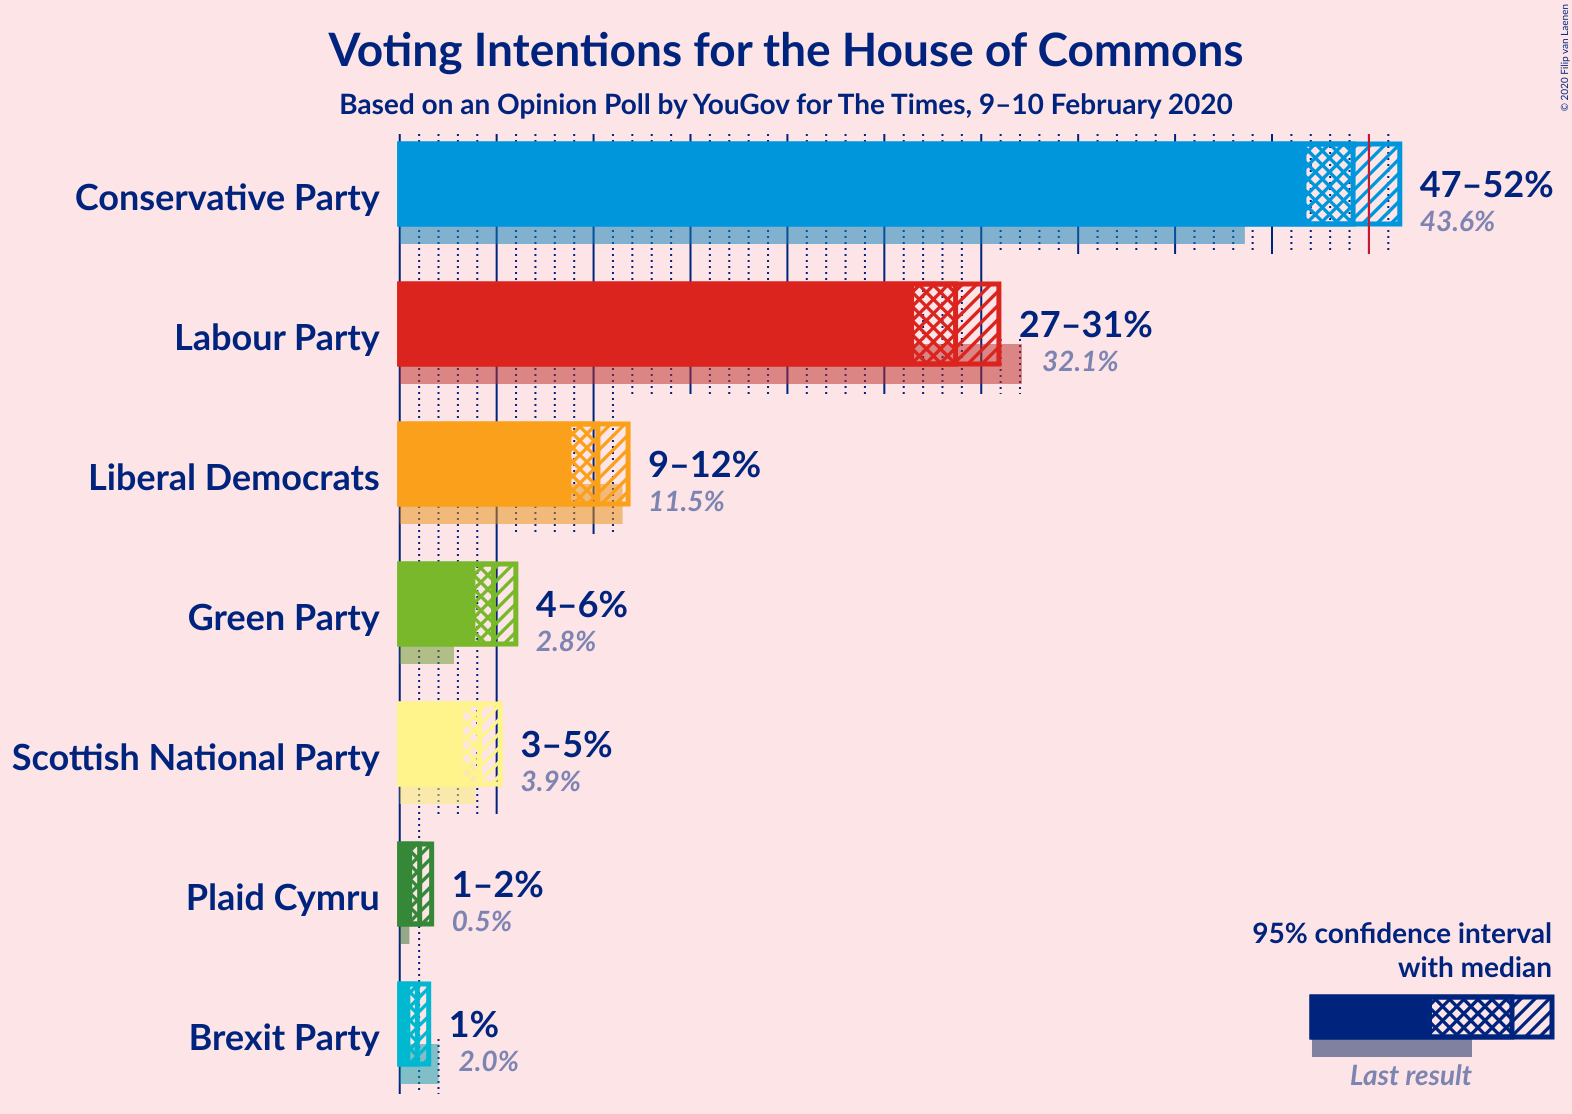 Voting Intentions for the House of Commons
Based on an Opinion Poll by YouGov for The Times, 9–10 February 2020
© 2020 Filip van Laenen
Conservative Party
47–52%
43.6%
Labour Party
27–31%
32.1%
Liberal Democrats
9–12%
11.5%
Green Party
4–6%
2.8%
Scottish National Party
3–5%
3.9%
Plaid Cymru
1–2%
0.5%
Brexit Party
1%
2.0%
95% confidence interval
with median
Last result